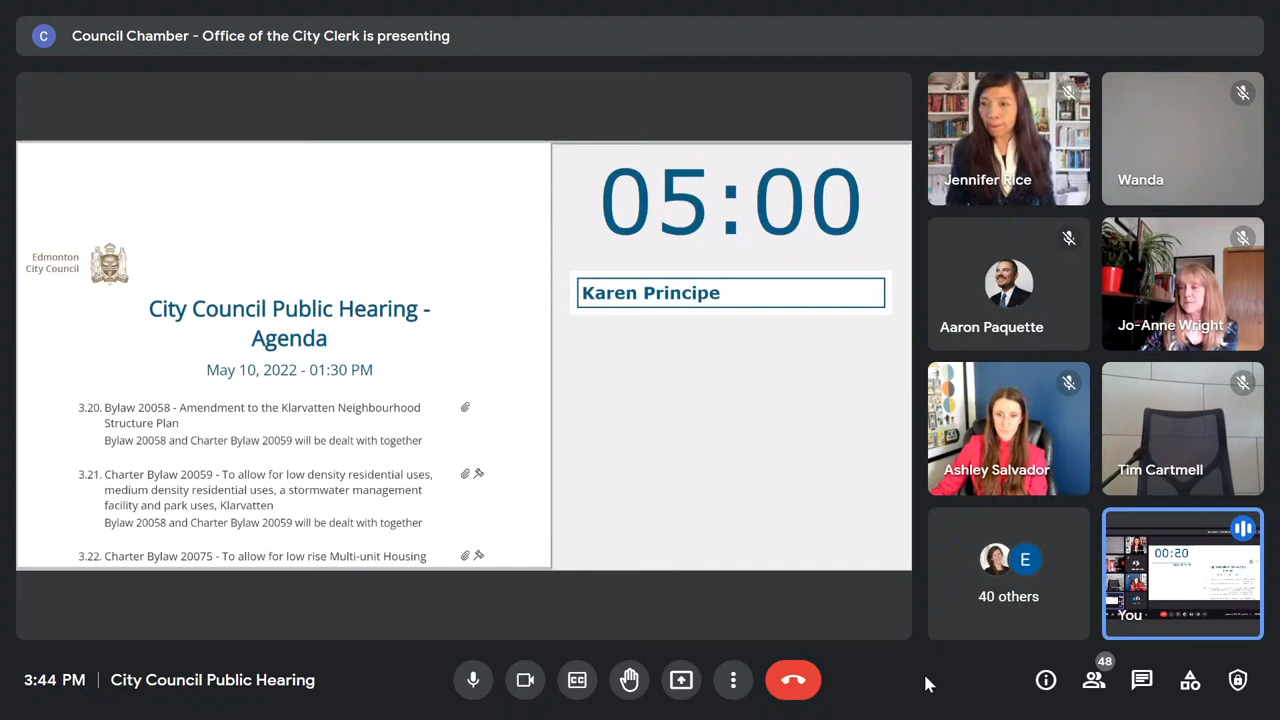 C
Council Chamber - Office of the City Clerk is presenting
Edmonton
City Council
City Council Public Hearing -
Agenda
May 10, 2022 - 01:30 PM
3.20. Bylaw 20058 - Amendment to the Klarvatten Neighbourhood
Structure Plan
Bylaw 20058 and Charter Bylaw 20059 will be dealt with together
3.21. Charter Bylaw 20059 - To allow for low density residential uses,
medium density residential uses, a stormwater management
facility and park uses, Klarvatten
Bylaw 20058 and Charter Bylaw 20059 will be dealt with together
3.22. Charter Bylaw 20075 - To allow for low rise Multi-unit Housing
05:00
Karen Principe
Jennifer Rice
Wanda
Aaron Paquette
Jo-Anne Wright
Ashley Salvador
Tim Cartmell
E
40 others
00:50
You
3:44 PM | City Council Public Hearing
48